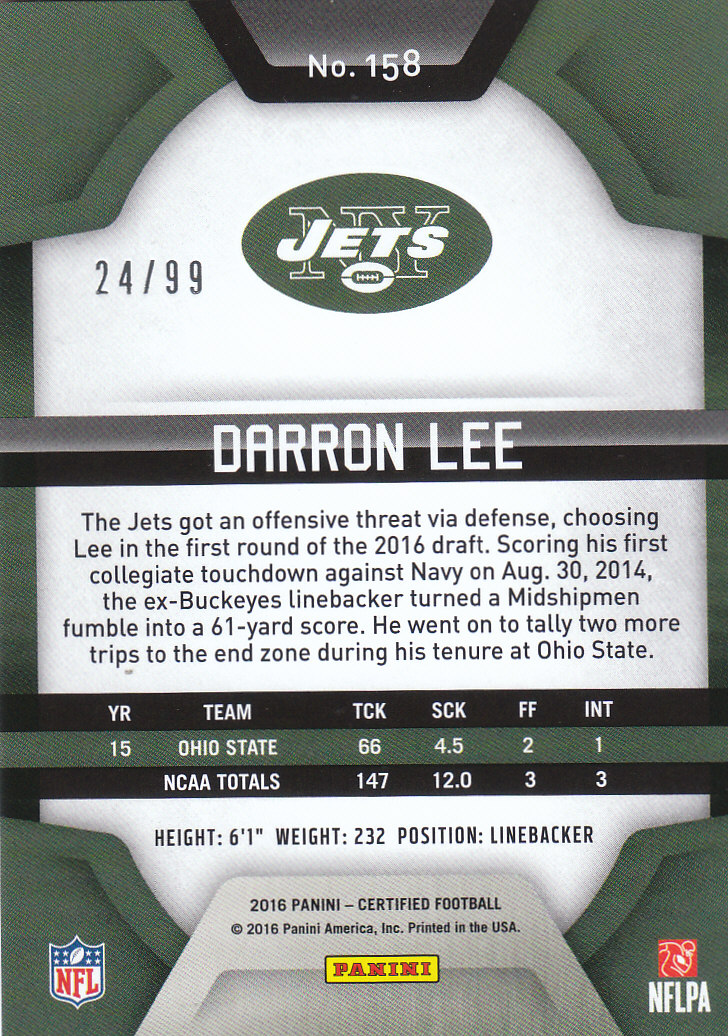 No. 158
NY
JETS
24/99
DARRON LEE
The Jets got an offensive threat via defense, choosing
Lee in the first round of the 2016 draft. Scoring his first
collegiate touchdown against Navy on Aug. 30, 2014,
the ex-Buckeyes linebacker turned a Midshipmen
fumble into a 61-yard score. He went on to tally two more
trips to the end zone during his tenure at Ohio State.
YR TEAM TCK SCK FF INT
15 OHIO STATE 66 4.5 2 1
NCAA TOTALS 147 12.0 3 3
HEIGHT: 6'1" WEIGHT: 232 POSITION: LINEBACKER
2016 PANINI – CERTIFIED FOOTBALL
© 2016 Panini America, Inc. Printed in the USA.
PANINI
NFL
NFLPA